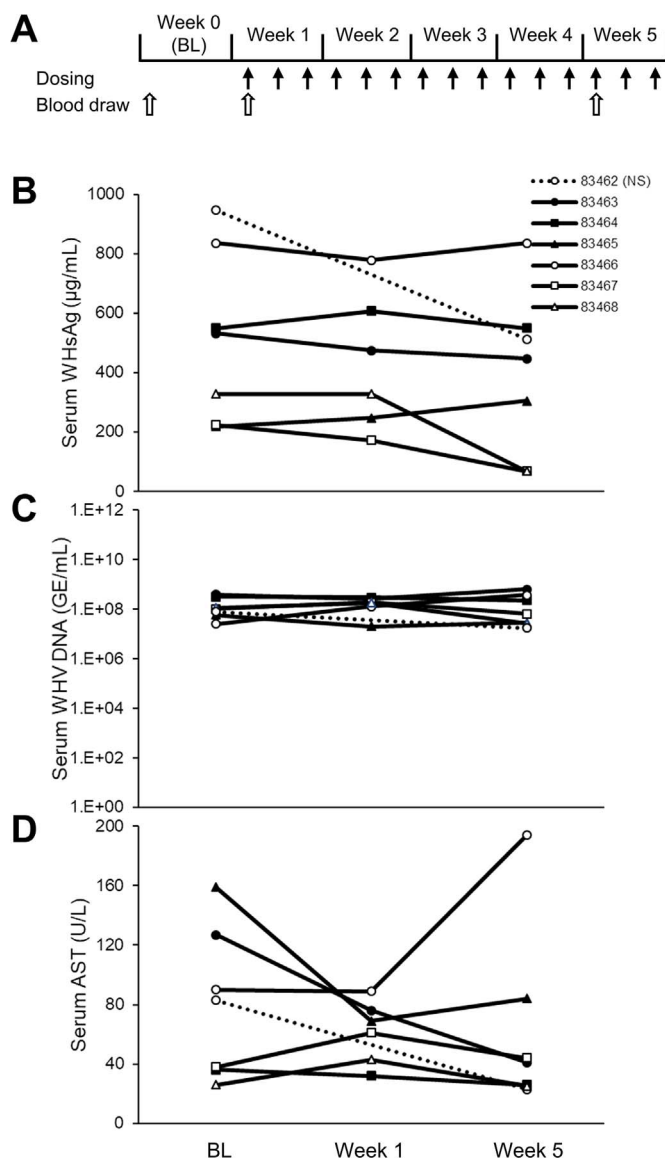 A
Week 0
(BL)
Week 1
Week 2
Week 3
Week 4
Week 5
Dosing
Blood draw
B
Serum WHsAg (µg/mL)
1000
800
600
400
200
0
83462 (NS)
83463
83464
83465
83466
83467
83468
C
Serum WHV DNA (GE/mL)
1.E+12
1.E+10
1.E+08
1.E+06
1.E+04
1.E+02
1.E+00
D
Serum AST (U/L)
200
160
120
80
40
0
BL
Week 1
Week 5